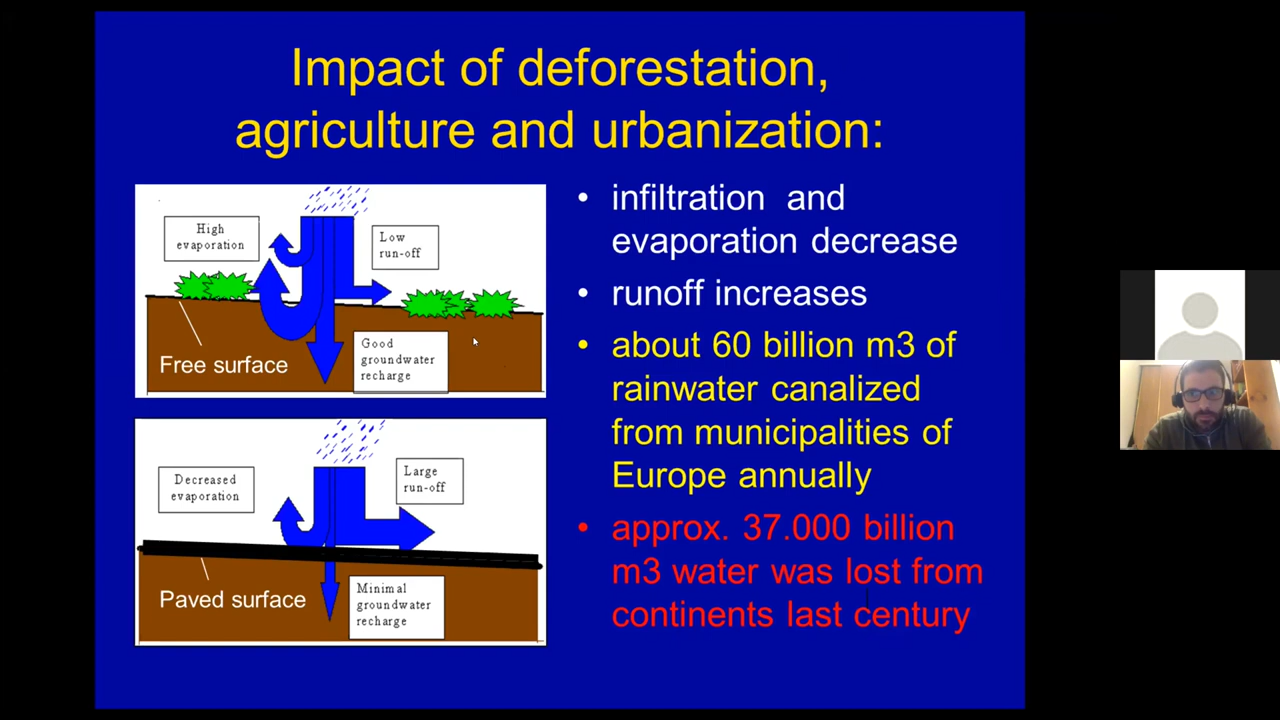 Impact of deforestation,
agriculture and urbanization:
High
evaporation
Low
run-off
Free surface
Good
groundwater
recharge
Decreased
evaporation
Large
run-off
Paved surface
Minimal
groundwater
recharge
• infiltration and
evaporation decrease
• runoff increases
• about 60 billion m3 of
rainwater canalized
from municipalities of
Europe annually
• approx. 37.000 billion
m3 water was lost from
continents last century